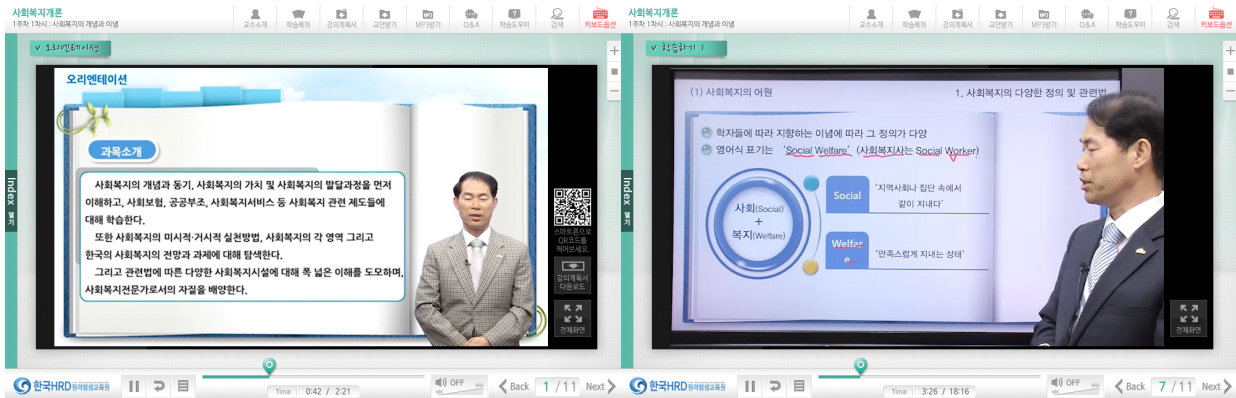 사회복지개론
1주차 1차시 : 사회복지의 개념과 이념
교수소개
학습목차
강의계획서
교안받기
MP3받기
Q&A
학습도우미
검색
키보드옵션
∨ 오리엔테이션
오리엔테이션
과목소개
사회복지의 개념과 동기, 사회복지의 가치 및 사회복지의 발달과정을 먼저
이해하고, 사회보험, 공공부조, 사회복지서비스 등 사회복지 관련 제도들에
대해 학습한다.
또한 사회복지의 미시적·거시적 실천방법, 사회복지의 각 영역 그리고
한국의 사회복지의 전망과 과제에 대해 탐색한다.
그리고 관련법에 따른 다양한 사회복지시설에 대해 폭 넓은 이해를 도모하며,
사회복지전문가로서의 자질을 배양한다.
스마트폰으로
QR코드를
찍어보세요.
강의계획서
다운로드
전체화면
Index 열기
한국HRD원격평생교육원
Time 0:42 / 2:21
OFF
MIN
MAX
Back
1 / 11
Next
사회복지개론
1주차 1차시 : 사회복지의 개념과 이념
교수소개
학습목차
강의계획서
교안받기
MP3받기
Q&A
학습도우미
검색
키보드옵션
∨ 학습하기 1
(1) 사회복지의 어원
1. 사회복지의 다양한 정의 및 관련법
학자들에 따라 지향하는 이념에 따라 그 정의가 다양
영어식 표기는 ‘Social Welfare’ (사회복지사는 Social Worker)
사회(Social)
+
복지(Welfare)
Social
‘지역사회나 집단 속에서
같이 지내다’
Welfar
e
‘만족스럽게 지내는 상태’
전체화면
Index 열기
한국HRD원격평생교육원
Time 3:26 / 18:16
OFF
MIN
MAX
Back
7 / 11
Next